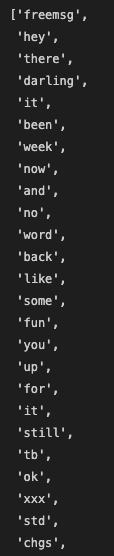 ['freemsg',
'hey',
'there',
'darling',
'it',
'been',
'week',
'now',
'and',
'no',
'word',
'back',
'like',
'some',
'fun',
'you',
'up',
'for',
'it',
'still',
'tb',
'ok',
'xxx',
'std',
'chgs',